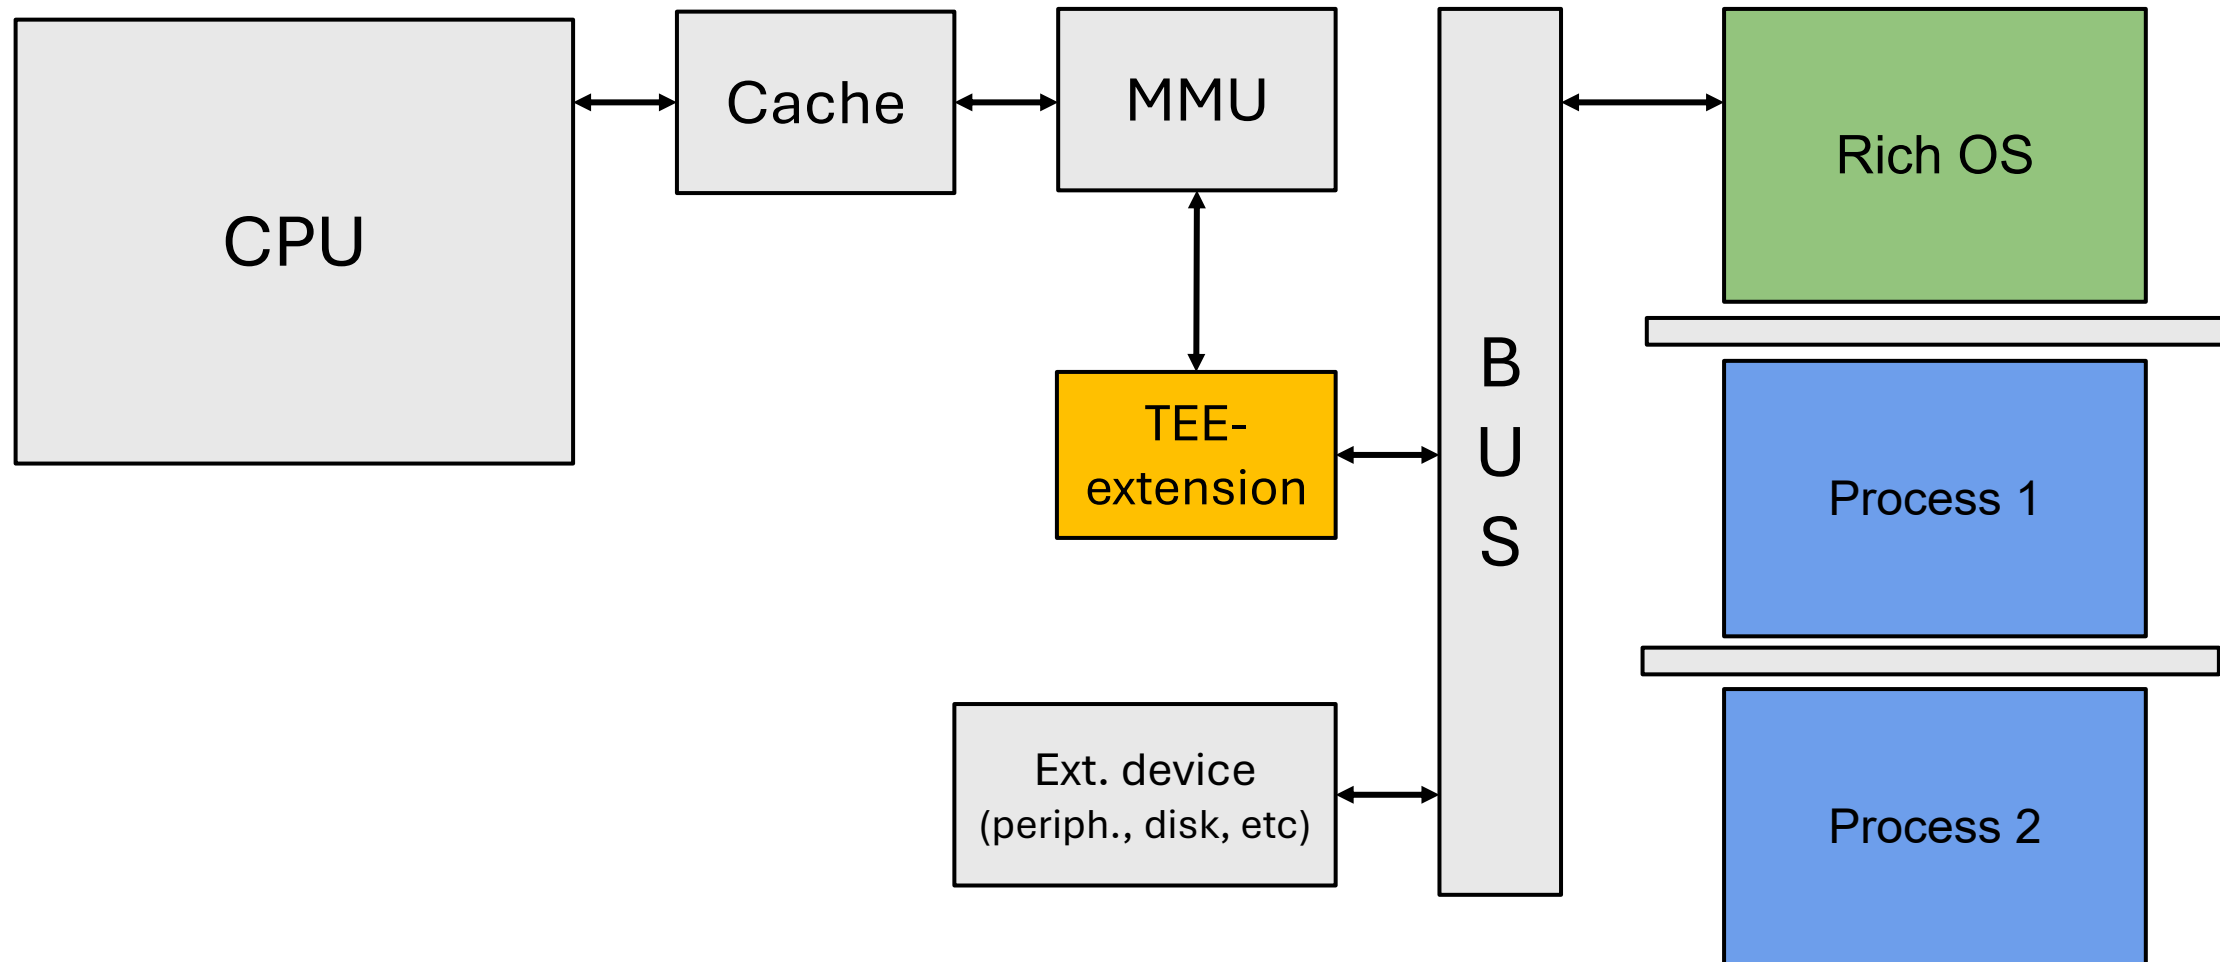 CPU
Cache
MMU
TEE-
extension
Ext. device
(periph., disk, etc)
B
U
S
Rich OS
Process 1
Process 2